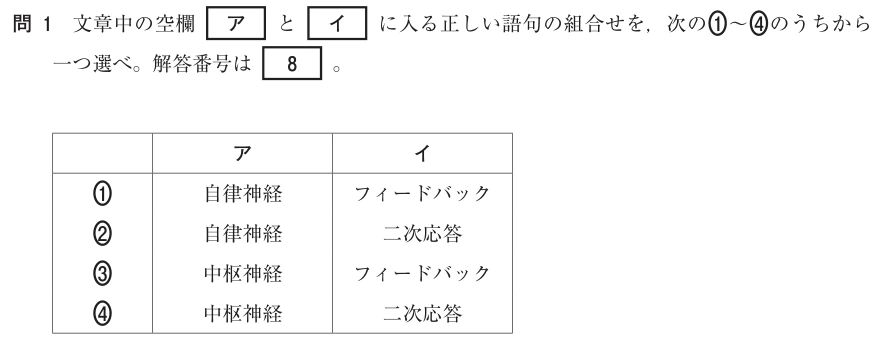 問 1 文章中の空欄 ア と イ に入る正しい語句の組合せを，次の①～④のうちから
一つ選べ。解答番号は 8 。
ア イ
① 自律神経 フィードバック
② 自律神経 二次応答
③ 中枢神経 フィードバック
④ 中枢神経 二次応答